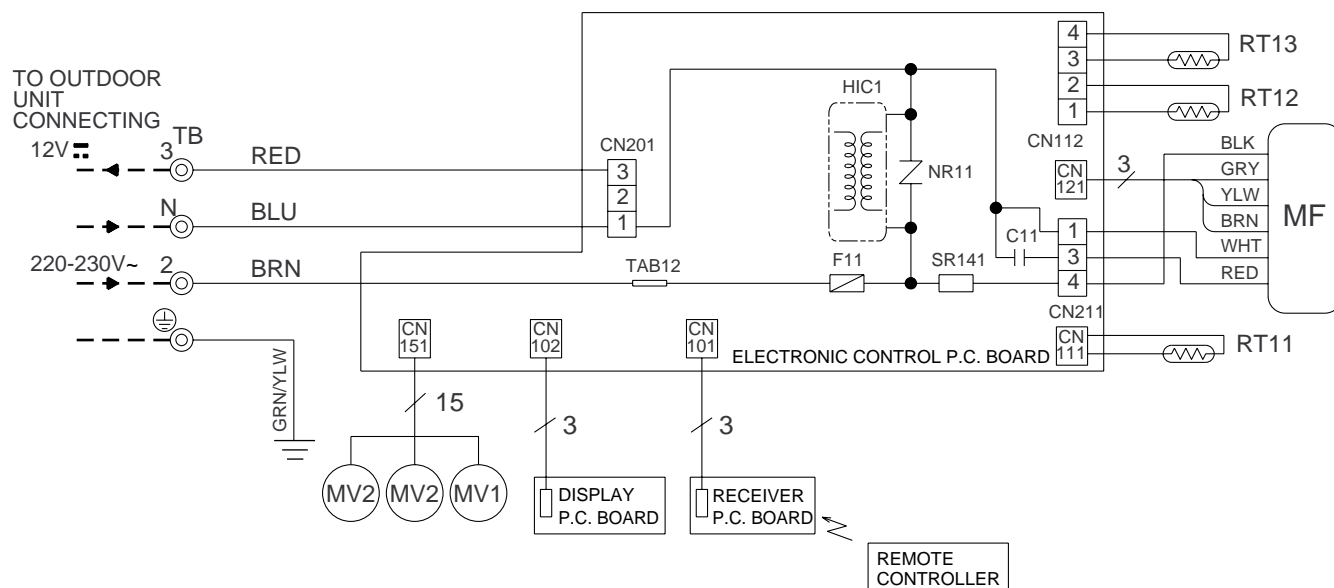 TO OUTDOOR
UNIT
CONNECTING
12V
3
TB
RED
N
BLU
220-230V~
2
BRN
GRN/YLW
CN201
3
2
1
TAB12
HIC1
NR11
F11
SR141
C11
4
3
2
1
CN112
CN
121
3
1
3
4
CN211
CN
111
RT13
RT12
BLK
GRY
YLW
BRN
WHT
RED
MF
RT11
CN
151
CN
102
CN
101
ELECTRONIC CONTROL P.C. BOARD
15
3
3
MV2
MV2
MV1
DISPLAY
P.C. BOARD
RECEIVER
P.C. BOARD
REMOTE
CONTROLLER